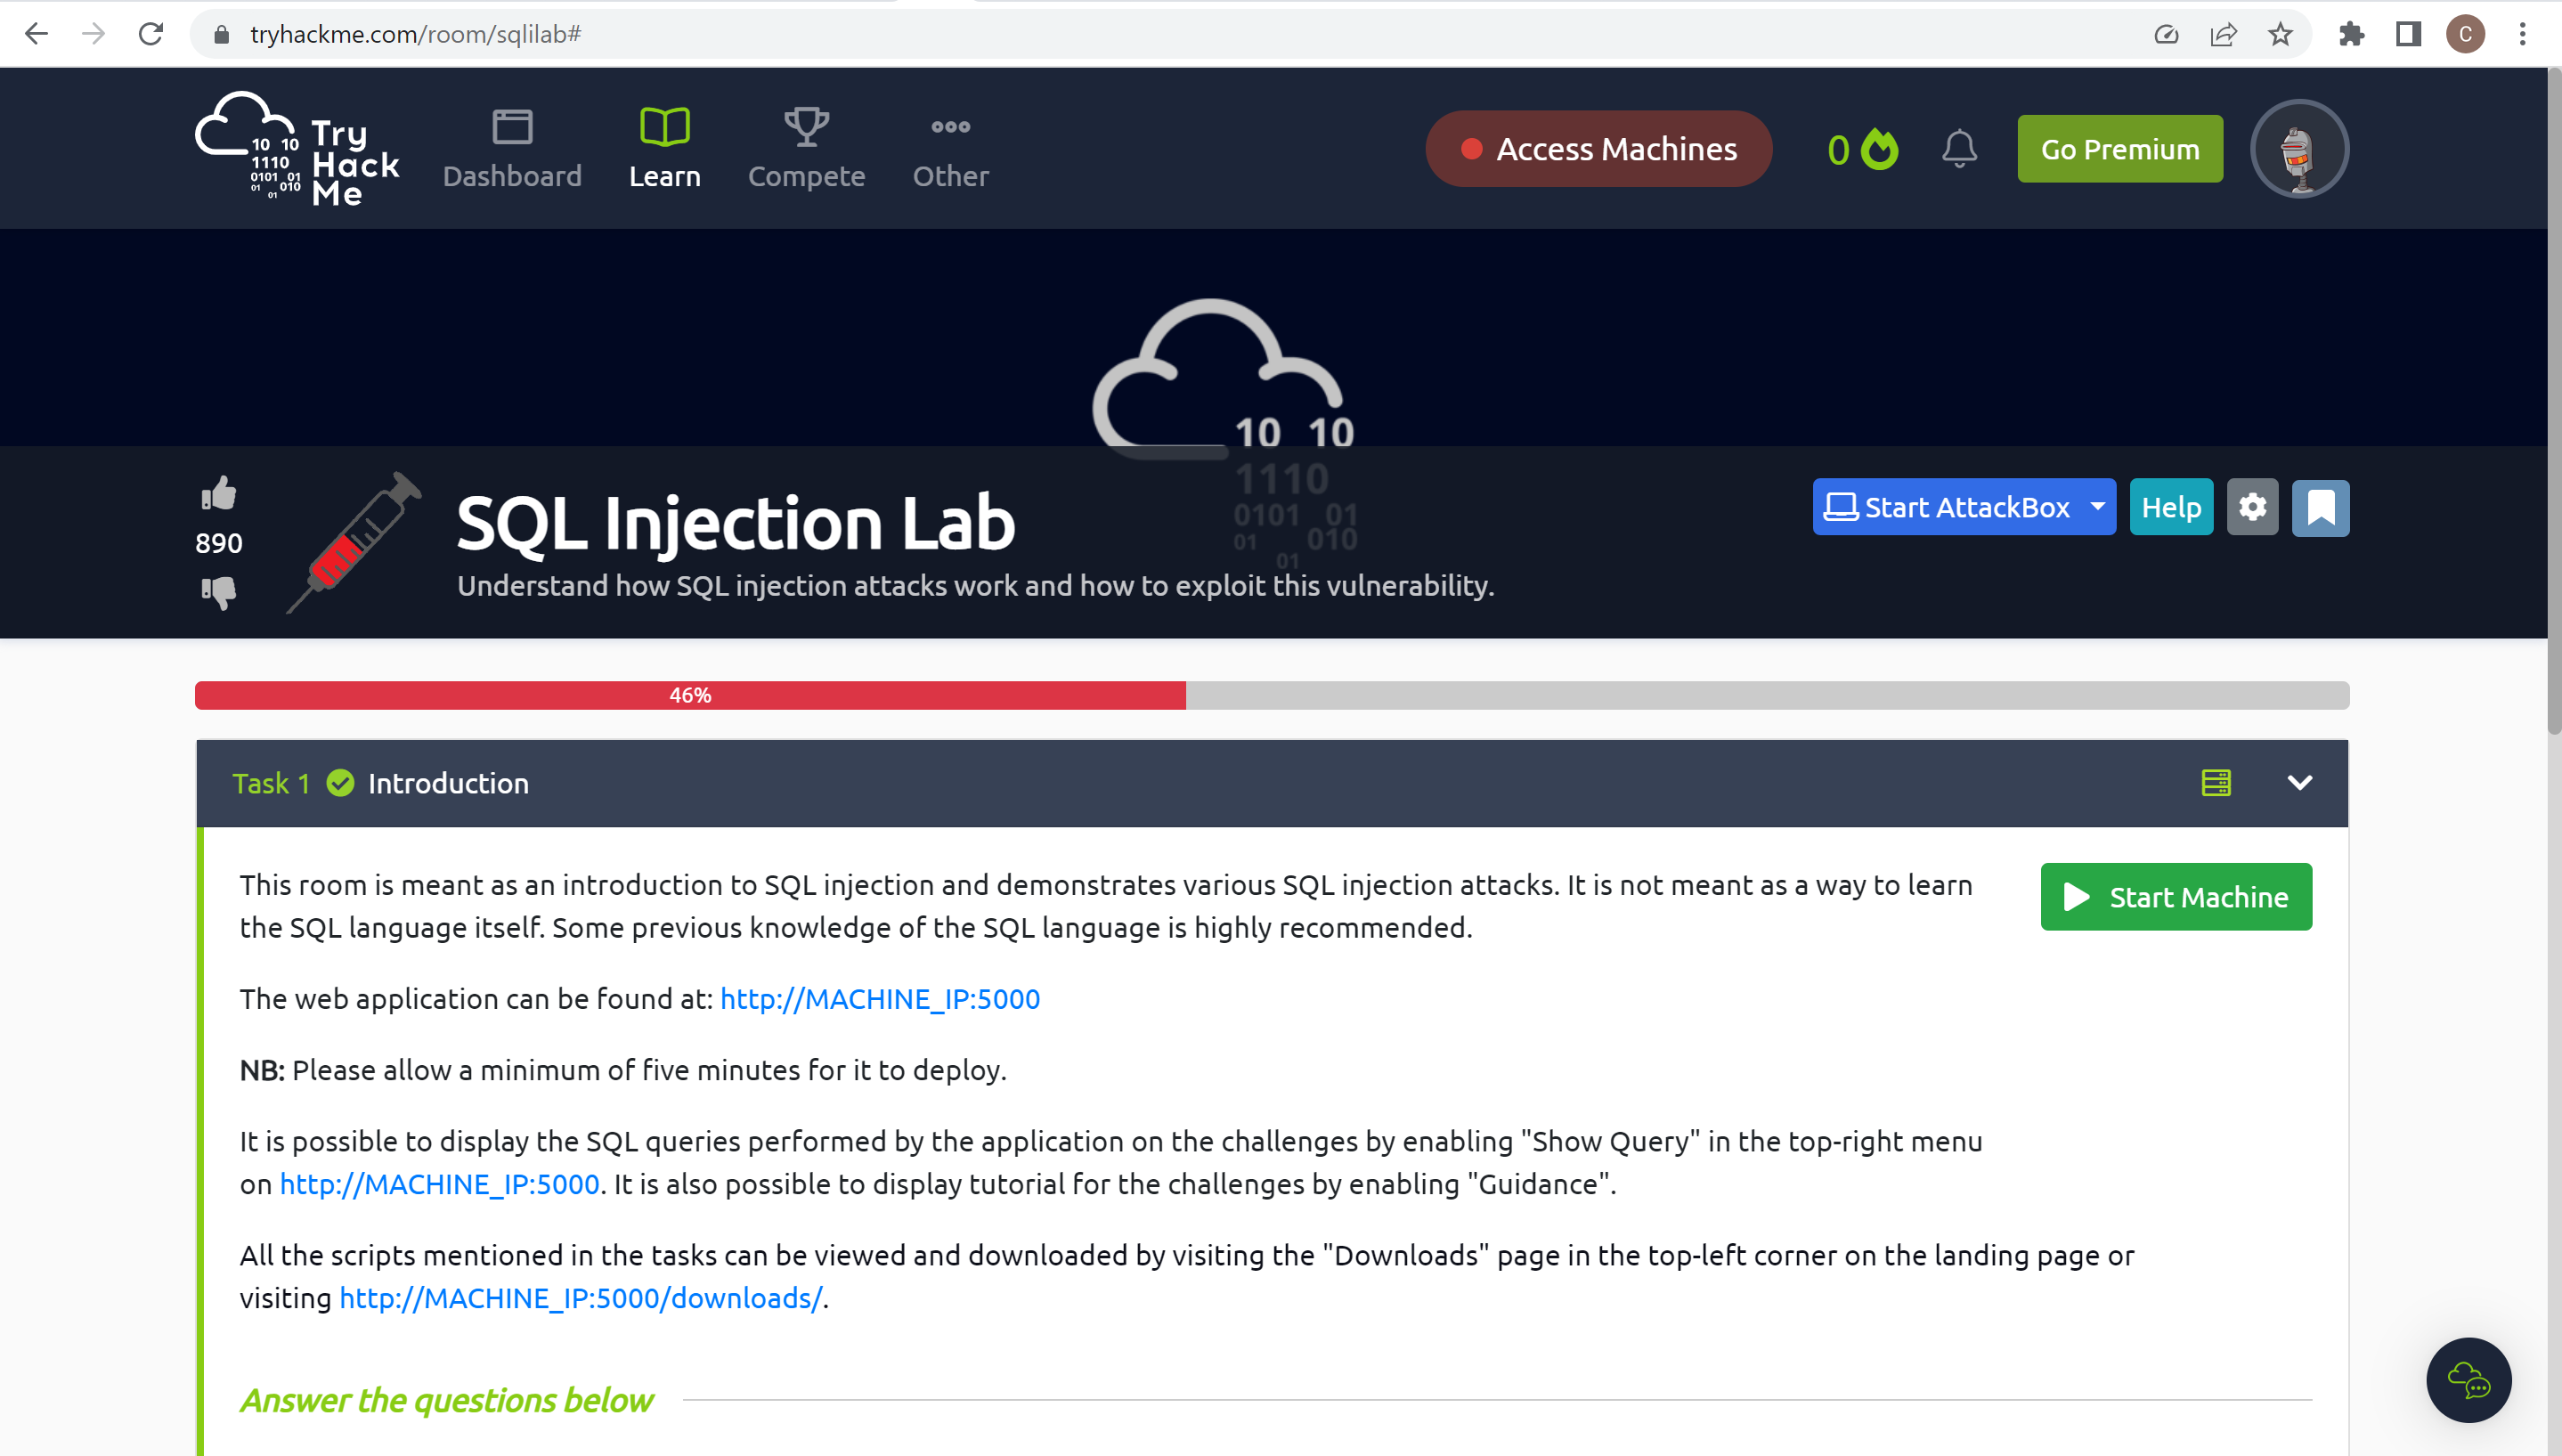 tryhackme.com/room/sqlilab#
C
10 10
1110
0101 01
01 010
01
Try
Hack
Me
Dashboard
Learn
Compete
Other
Access Machines
0
Go Premium
10 10
1110
0101 01
01 010
01
890
SQL Injection Lab
Understand how SQL injection attacks work and how to exploit this vulnerability.
Start AttackBox
Help
46%
Task 1 Introduction
This room is meant as an introduction to SQL injection and demonstrates various SQL injection attacks. It is not meant as a way to learn
the SQL language itself. Some previous knowledge of the SQL language is highly recommended.
Start Machine
The web application can be found at: http://MACHINE_IP:5000
NB: Please allow a minimum of five minutes for it to deploy.
It is possible to display the SQL queries performed by the application on the challenges by enabling "Show Query" in the top-right menu
on http://MACHINE_IP:5000. It is also possible to display tutorial for the challenges by enabling "Guidance".
All the scripts mentioned in the tasks can be viewed and downloaded by visiting the "Downloads" page in the top-left corner on the landing page or
visiting http://MACHINE_IP:5000/downloads/.
Answer the questions below